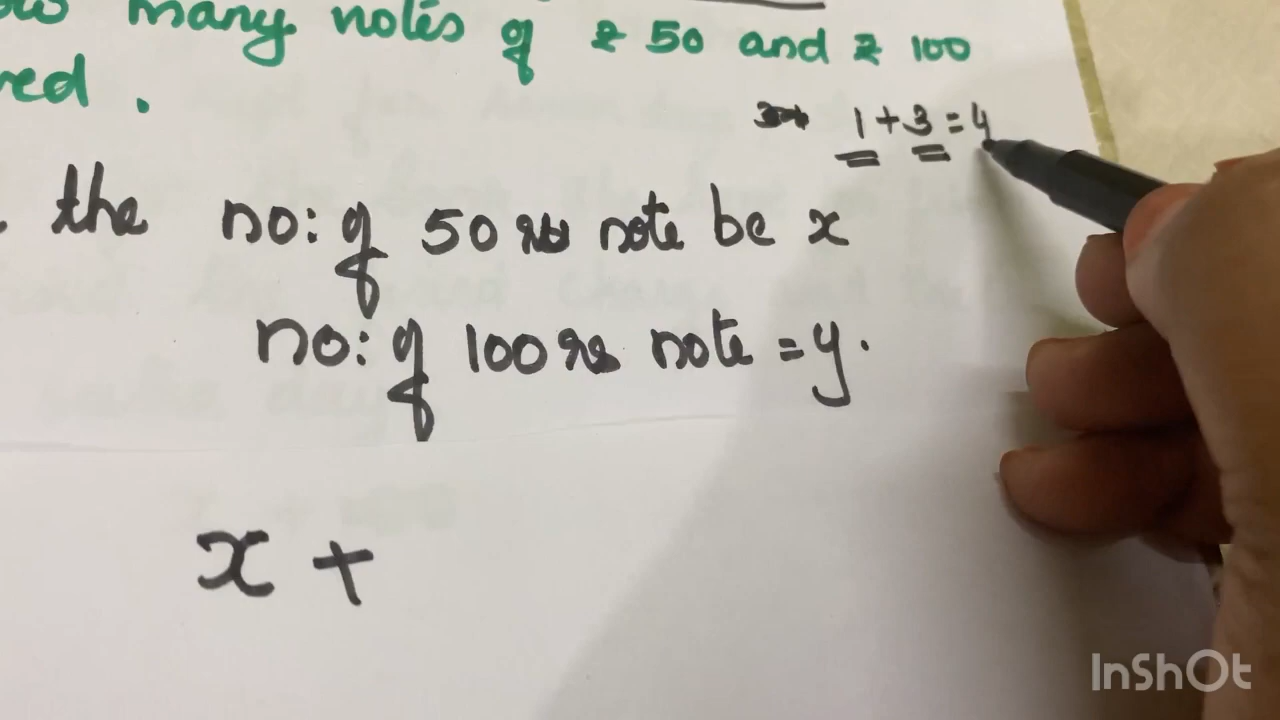 many notes of ₹ 50 and ₹ 100
1 + 3 = 4
the no: of 50 rs note be x
no: of 100 rs note = y.
x +
InShOt